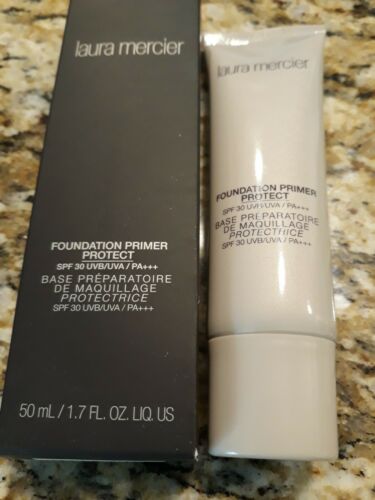 laura mercier
FOUNDATION PRIMER
PROTECT
SPF 30 UVB/UVA / PA+++
BASE PRÉPARATOIRE
DE MAQUILLAGE
PROTECTRICE
SPF 30 UVB/UVA / PA+++
50 mL / 1.7 FL. OZ. LIQ. US
laura mercier
FOUNDATION PRIMER
PROTECT
SPF 30 UVB/UVA / PA+++
BASE PRÉPARATOIRE
DE MAQUILLAGE
PROTECTRICE
SPF 30 UVB/UVA / PA+++